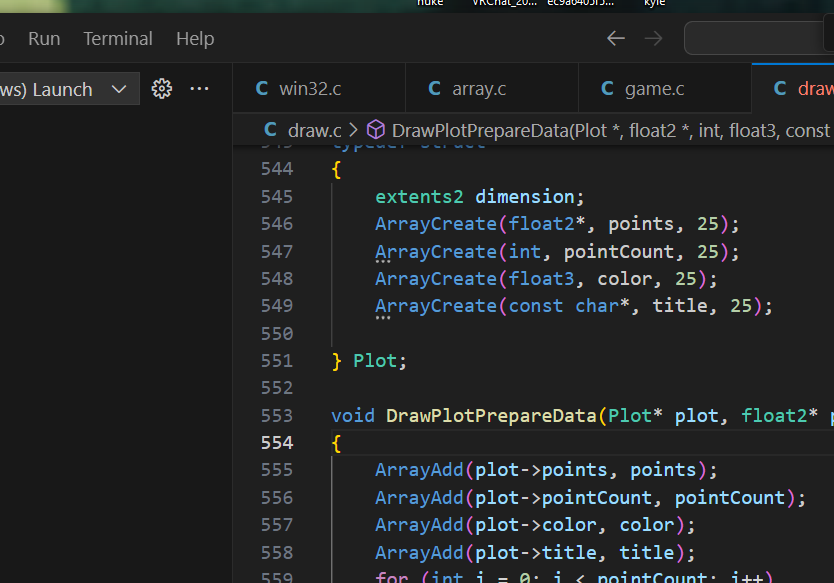 nuke VRChat_20... ec9a6405f5... kyle
Run Terminal Help
ws) Launch
win32.c array.c game.c draw
draw.c > DrawPlotPrepareData(Plot *, float2 *, int, float3, const
543 typedef struct
544 {
545 extents2 dimension;
546 ArrayCreate(float2*, points, 25);
547 ArrayCreate(int, pointCount, 25);
548 ArrayCreate(float3, color, 25);
549 ArrayCreate(const char*, title, 25);
550
551 } Plot;
552
553 void DrawPlotPrepareData(Plot* plot, float2* p
554 {
555 ArrayAdd(plot->points, points);
556 ArrayAdd(plot->pointCount, pointCount);
557 ArrayAdd(plot->color, color);
558 ArrayAdd(plot->title, title);
559 for (int i = 0; i < pointCount; i++)